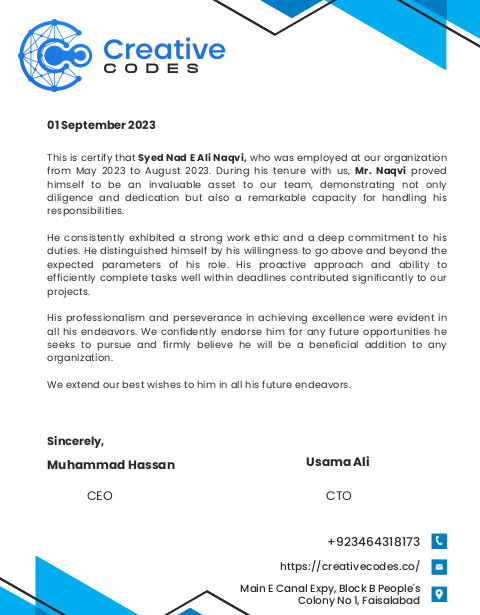 Creative
CODES
01 September 2023
This is certify that Syed Nad E Ali Naqvi, who was employed at our organization
from May 2023 to August 2023. During his tenure with us, Mr. Naqvi proved
himself to be an invaluable asset to our team, demonstrating not only
diligence and dedication but also a remarkable capacity for handling his
responsibilities.
He consistently exhibited a strong work ethic and a deep commitment to his
duties. He distinguished himself by his willingness to go above and beyond the
expected parameters of his role. His proactive approach and ability to
efficiently complete tasks well within deadlines contributed significantly to our
projects.
His professionalism and perseverance in achieving excellence were evident in
all his endeavors. We confidently endorse him for any future opportunities he
seeks to pursue and firmly believe he will be a beneficial addition to any
organization.
We extend our best wishes to him in all his future endeavors.
Sincerely,
Muhammad Hassan
Usama Ali
CEO
CTO
+923464318173
https://creativecodes.co/
Main E Canal Expy, Block B People's
Colony No 1, Faisalabad